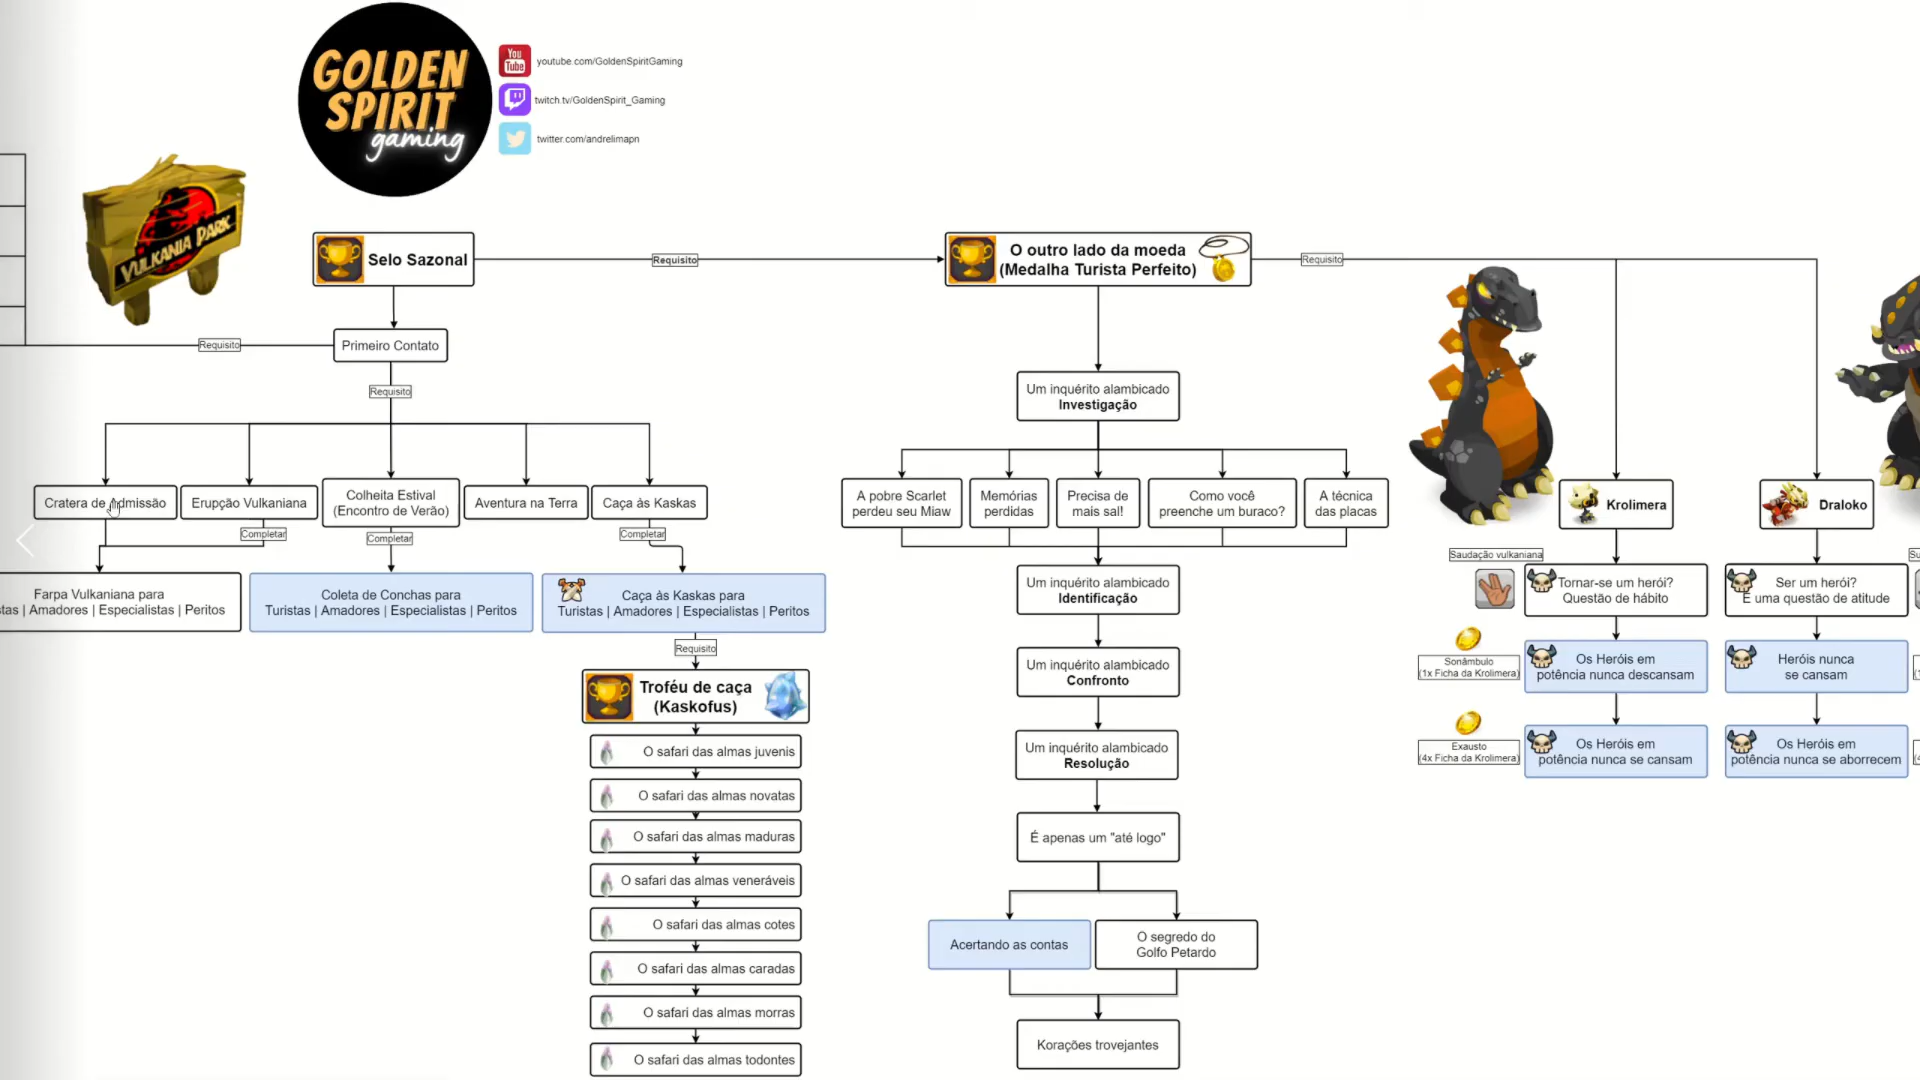 GOLDEN
SPIRIT
gaming
You
Tube
youtube.com/GoldenSpiritGaming
twitch.tv/GoldenSpirit_Gaming
twitter.com/andrelimapn
VULKANIA PARK
Selo Sazonal
Requisito
O outro lado da moeda
(Medalha Turista Perfeito)
Requisito
Requisito
Primeiro Contato
Requisito
Cratera de Admissão
Erupção Vulkaniana
Colheita Estival
(Encontro de Verão)
Aventura na Terra
Caça às Kaskas
Completar
Completar
Completar
Farpa Vulkaniana para
| Amadores | Especialistas | Peritos
Coleta de Conchas para
Turistas | Amadores | Especialistas | Peritos
Caça às Kaskas para
Turistas | Amadores | Especialistas | Peritos
Requisito
Troféu de caça
(Kaskofus)
O safari das almas juvenis
O safari das almas novatas
O safari das almas maduras
O safari das almas veneráveis
O safari das almas cotes
O safari das almas caradas
O safari das almas morras
O safari das almas todontes
Um inquérito alambicado
Investigação
A pobre Scarlet
perdeu seu Miaw
Memórias
perdidas
Precisa de
mais sal!
Como você
preenche um buraco?
A técnica
das placas
Um inquérito alambicado
Identificação
Um inquérito alambicado
Confronto
Um inquérito alambicado
Resolução
É apenas um "até logo"
Acertando as contas
O segredo do
Golfo Petardo
Korações trovejantes
Krolimera
Draloko
Saudação vulkaniana
Tornar-se um herói?
Questão de hábito
Ser um herói?
É uma questão de atitude
Sonâmbulo
(1x Ficha da Krolimera)
Os Heróis em
potência nunca descansam
Heróis nunca
se cansam
Exausto
(4x Ficha da Krolimera)
Os Heróis em
potência nunca se cansam
Os Heróis em
potência nunca se aborrecem